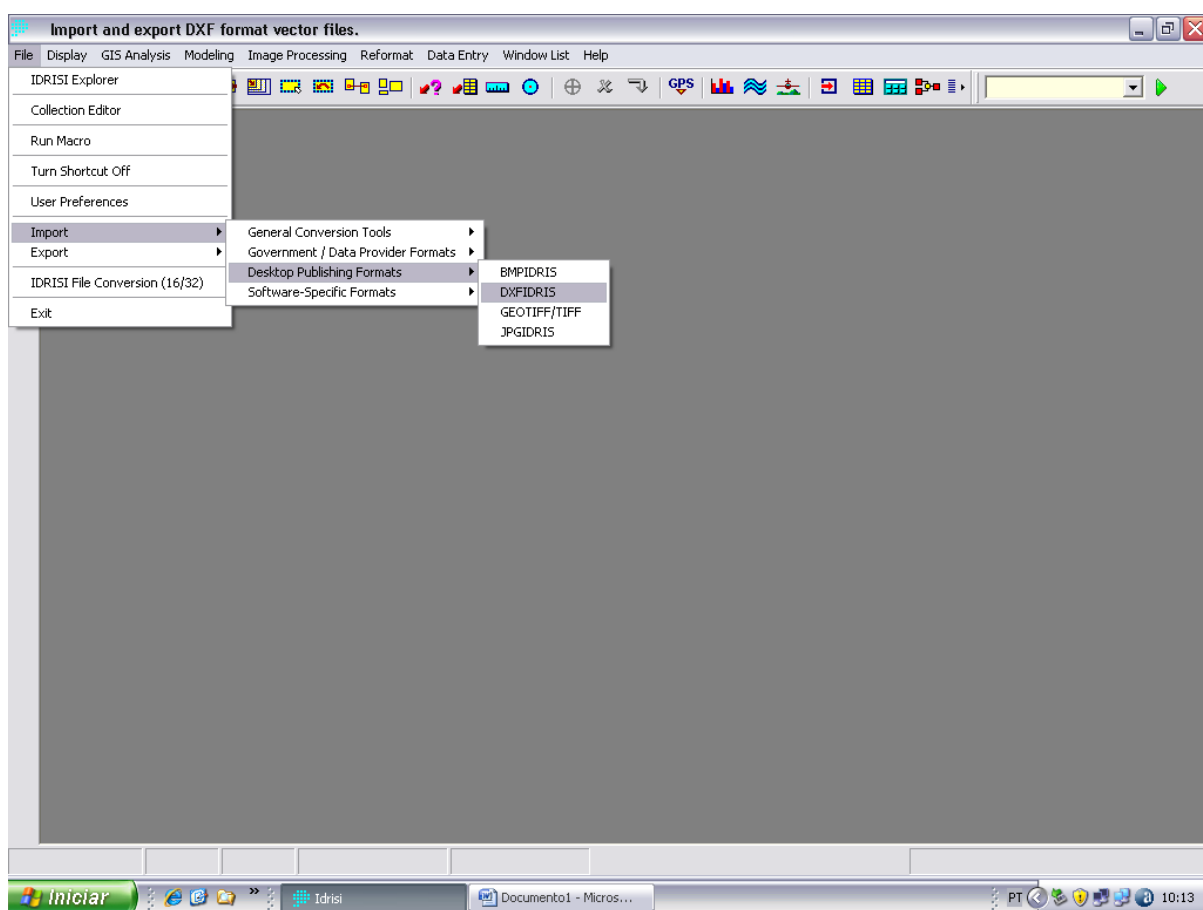 Import and export DXF format vector files.
File Display GIS Analysis Modeling Image Processing Reformat Data Entry Window List Help
IDRISI Explorer
GPS
Collection Editor
Run Macro
Turn Shortcut Off
User Preferences
Import
General Conversion Tools
Export
Government / Data Provider Formats
Desktop Publishing Formats
BMPIDRIS
IDRISI File Conversion (16/32)
Software-Specific Formats
DXFIDRIS
Exit
GEOTIFF/TIFF
JPGIDRIS
Iniciar
Idrisi
Documento1 - Micros...
PT
10:13